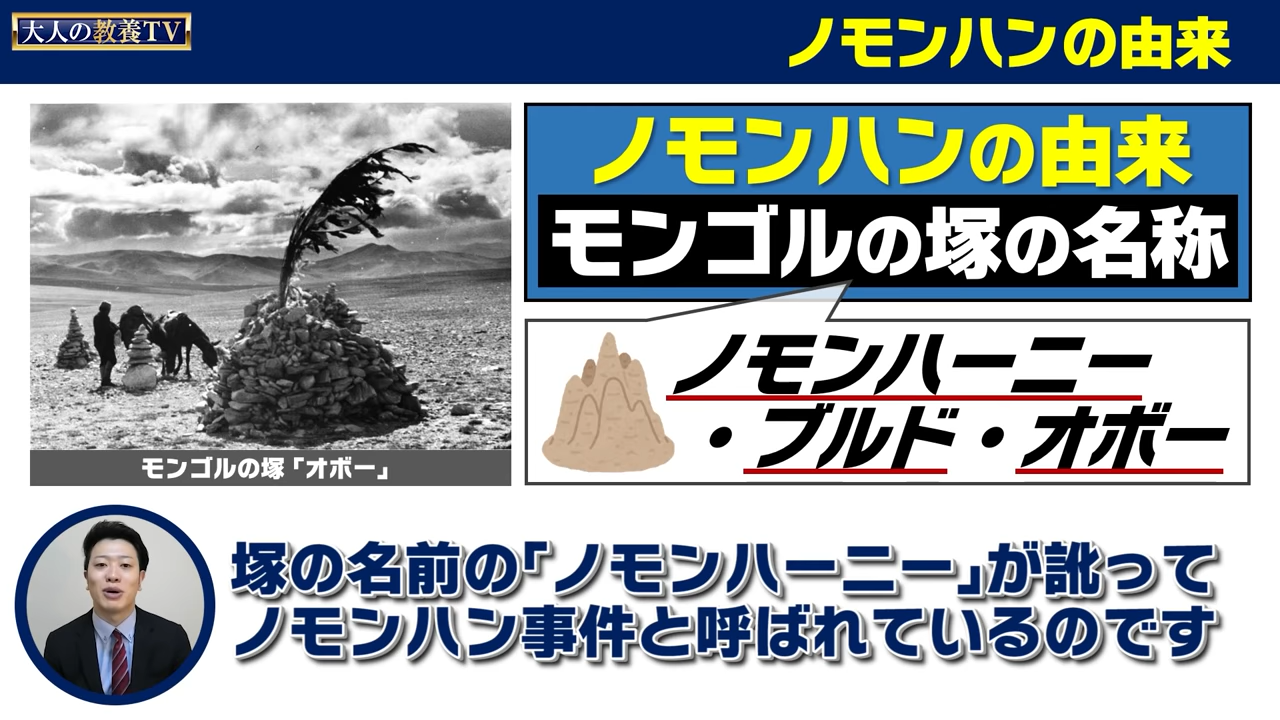 大人の教養TV
ノモンハンの由来
ノモンハンの由来
モンゴルの塚の名称
ノモンハーニー
・ブルド・オボー
モンゴルの塚「オボー」
塚の名前の「ノモンハーニー」が訛って
ノモンハン事件と呼ばれているのです